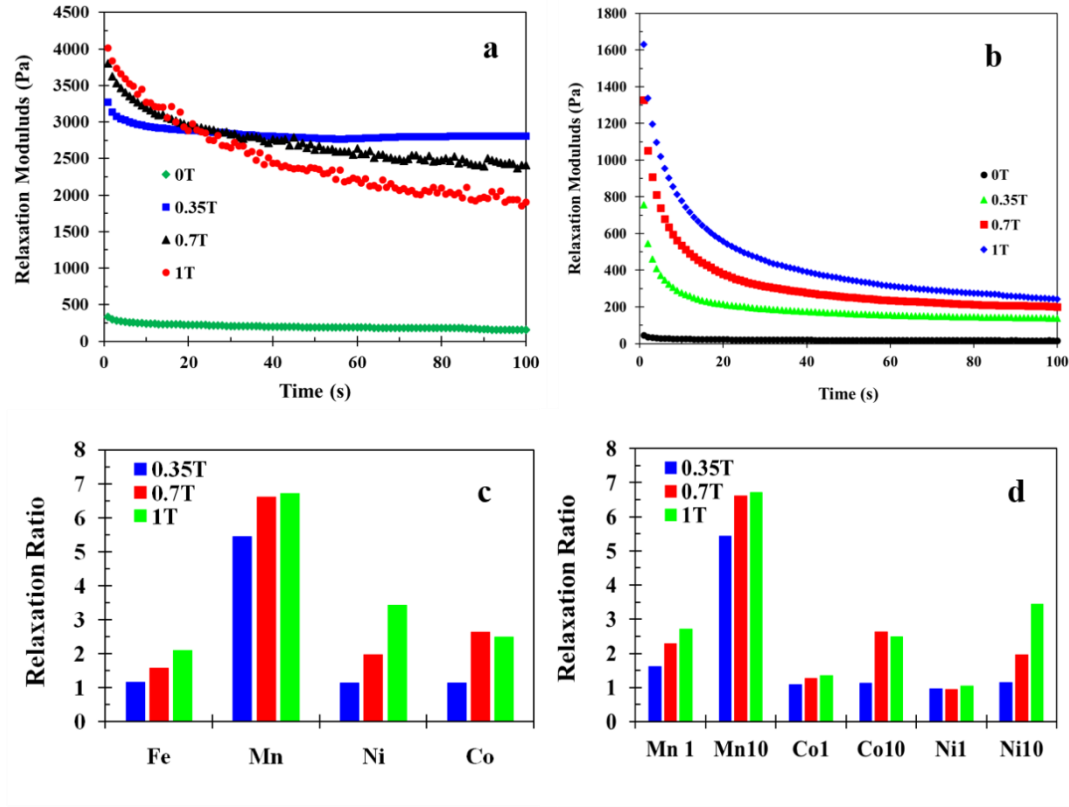 4500
4000
3500
3000
2500
2000
1500
1000
500
0
Relaxation Moduluds (Pa)
a
0T
0.35T
0.7T
1T
0 20 40 60 80 100
Time (s)
1800
1600
1400
1200
1000
800
600
400
200
0
Relaxation Moduluds (Pa)
b
0T
0.35T
0.7T
1T
0 20 40 60 80 100
Time (s)
8
7
6
5
4
3
2
1
0
Relaxation Ratio
0.35T
0.7T
1T
c
Fe Mn Ni Co
8
7
6
5
4
3
2
1
0
Relaxation Ratio
0.35T
0.7T
1T
d
Mn 1 Mn10 Co1 Co10 Ni1 Ni10